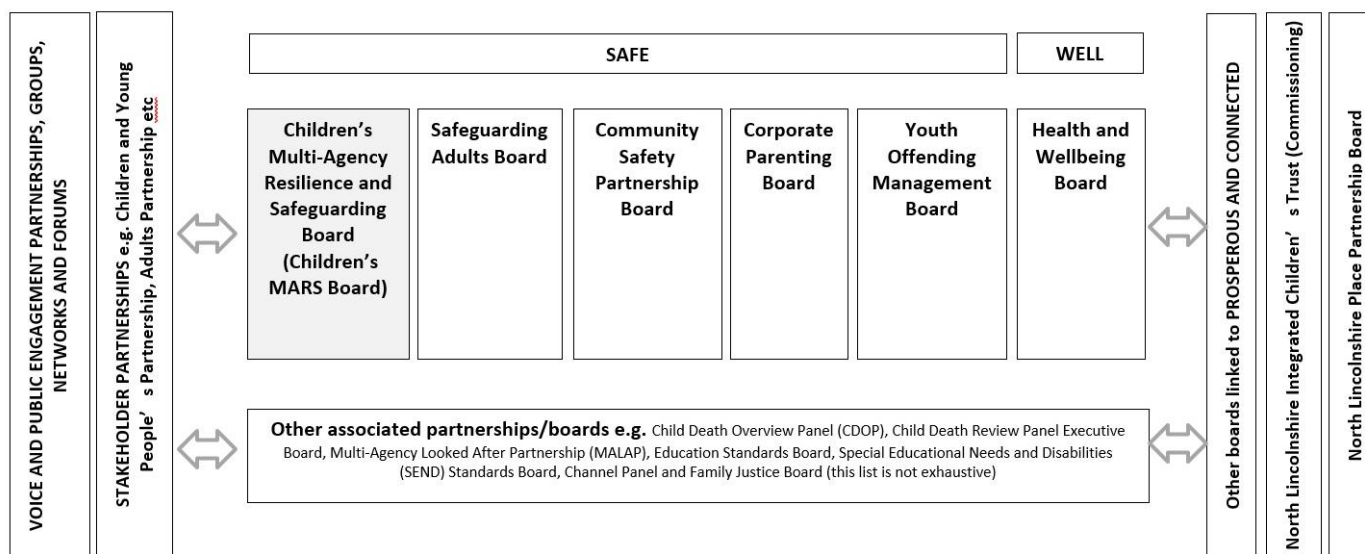 VOICE AND PUBLIC ENGAGEMENT PARTNERSHIPS, GROUPS,
NETWORKS AND FORUMS
STAKEHOLDER PARTNERSHIPS e.g. Children and Young
People’ s Partnership, Adults Partnership etc
SAFE
WELL
Children’s
Multi-Agency
Resilience and
Safeguarding
Board
(Children’s
MARS Board)
Safeguarding
Adults Board
Community
Safety
Partnership
Board
Corporate
Parenting
Board
Youth
Offending
Management
Board
Health and
Wellbeing
Board
Other associated partnerships/boards e.g. Child Death Overview Panel (CDOP), Child Death Review Panel Executive
Board, Multi-Agency Looked After Partnership (MALAP), Education Standards Board, Special Educational Needs and Disabilities
(SEND) Standards Board, Channel Panel and Family Justice Board (this list is not exhaustive)
Other boards linked to PROSPEROUS AND CONNECTED
North Lincolnshire Integrated Children’ s Trust (Commissioning)
North Lincolnshire Place Partnership Board